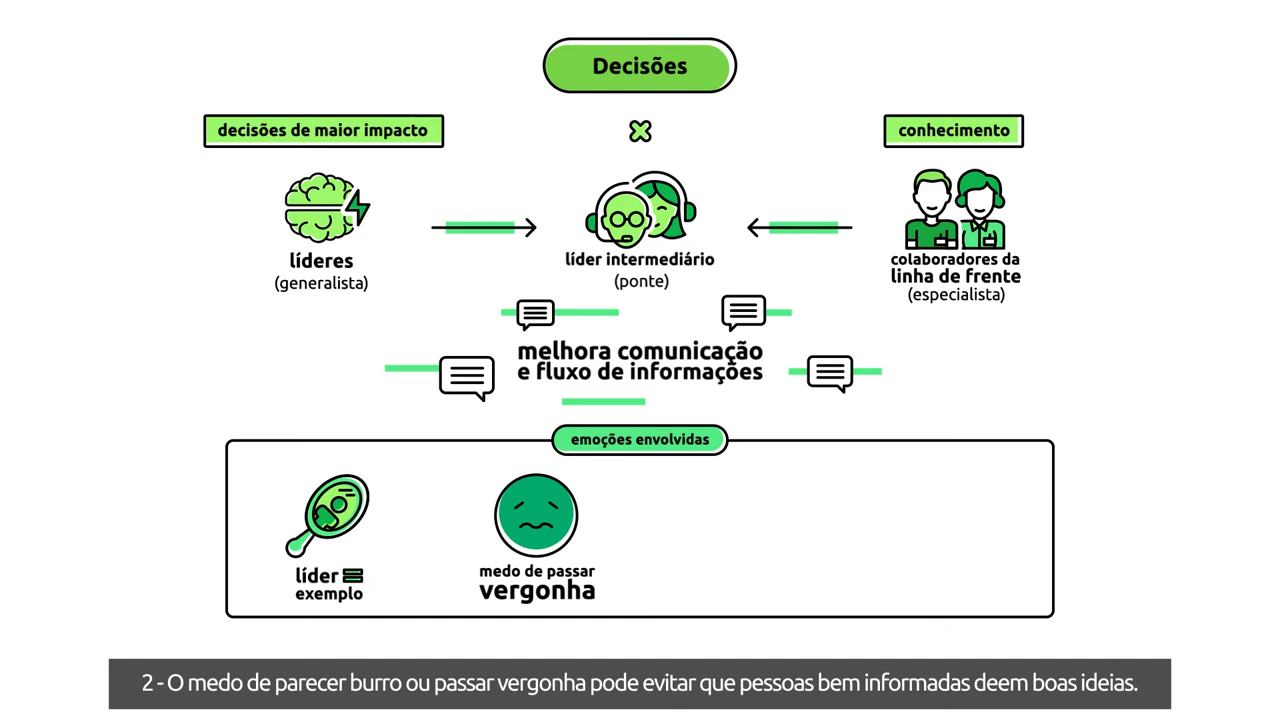 Decisões
decisões de maior impacto
conhecimento
líderes
(generalista)
líder intermediário
(ponte)
colaboradores da
linha de frente
(especialista)
melhora comunicação
e fluxo de informações
emoções envolvidas
líder =
exemplo
medo de passar
vergonha
2 - O medo de parecer burro ou passar vergonha pode evitar que pessoas bem informadas deem boas ideias.